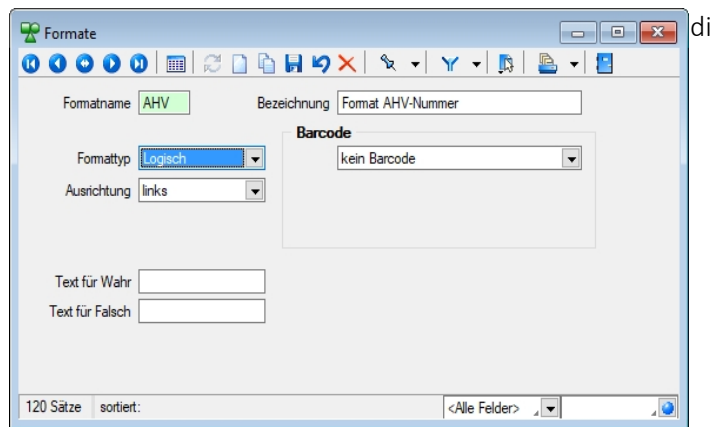 Formate
di
Formatname AHV Bezeichnung Format AHV-Nummer
Barcode
Formattyp Logisch kein Barcode
Ausrichtung links
Text für Wahr
Text für Falsch
120 Sätze sortiert: <Alle Felder>